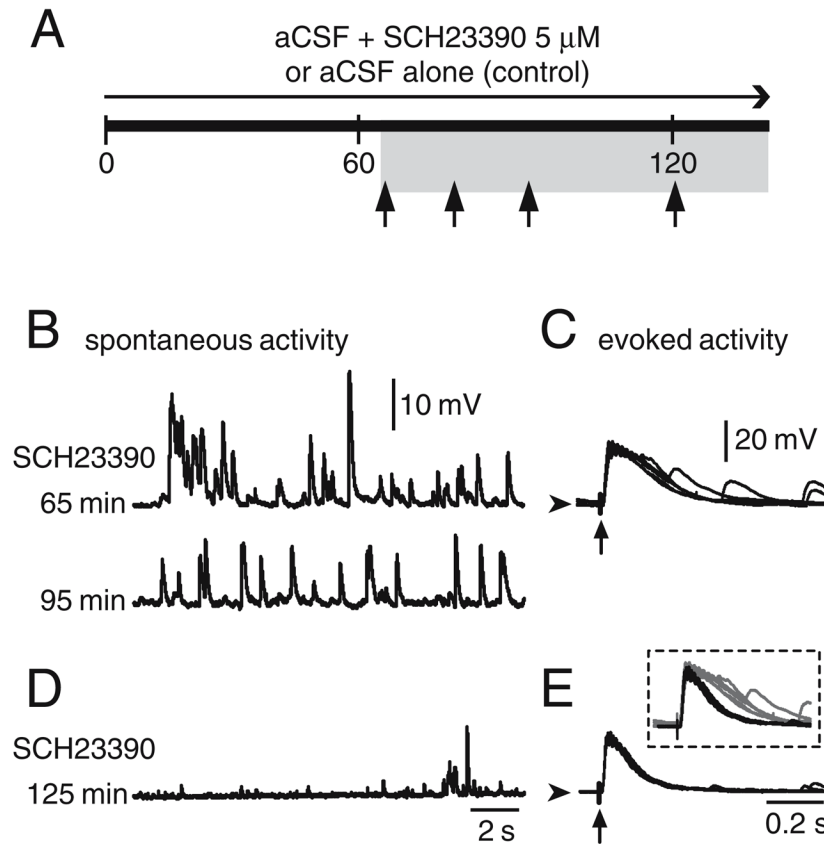 A
aCSF + SCH23390 5 μM
or aCSF alone (control)
0
60
120
B spontaneous activity
C evoked activity
10 mV
20 mV
SCH23390
65 min
95 min
D
E
SCH23390
125 min
2 s
0.2 s